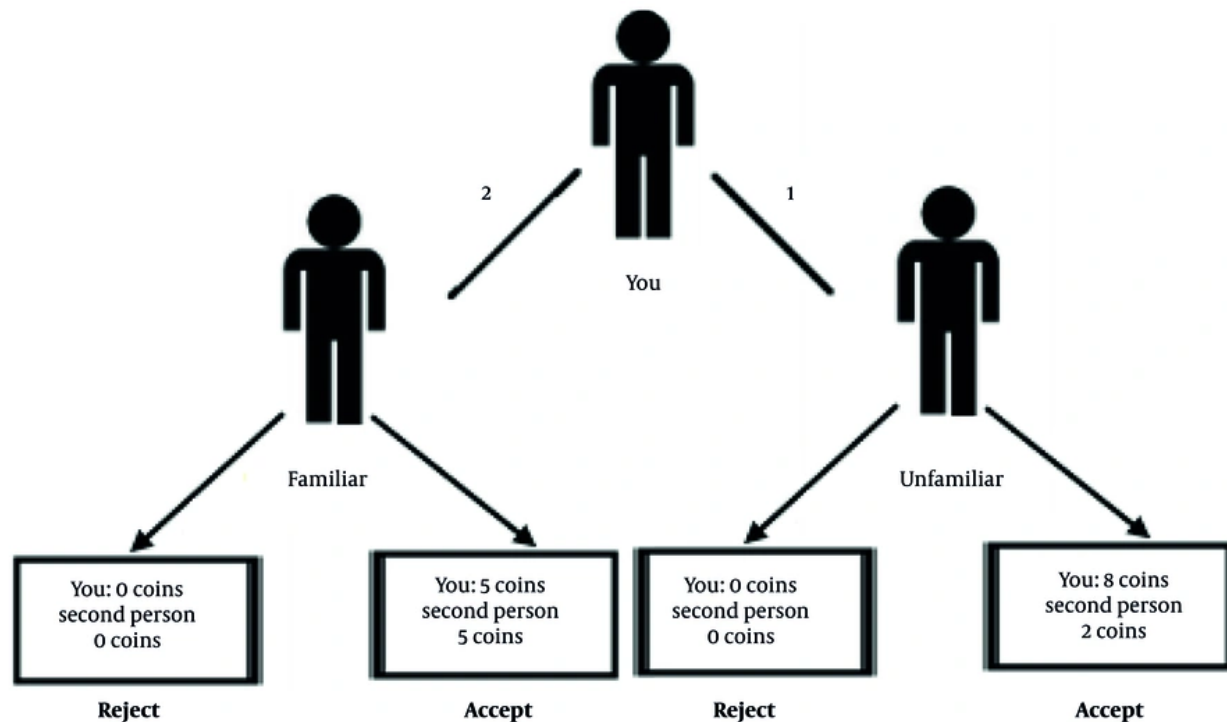 2
1
You
Familiar
Unfamiliar
You: 0 coins
second person
0 coins
You: 5 coins
second person
5 coins
You: 0 coins
second person
0 coins
You: 8 coins
second person
2 coins
Reject
Accept
Reject
Accept